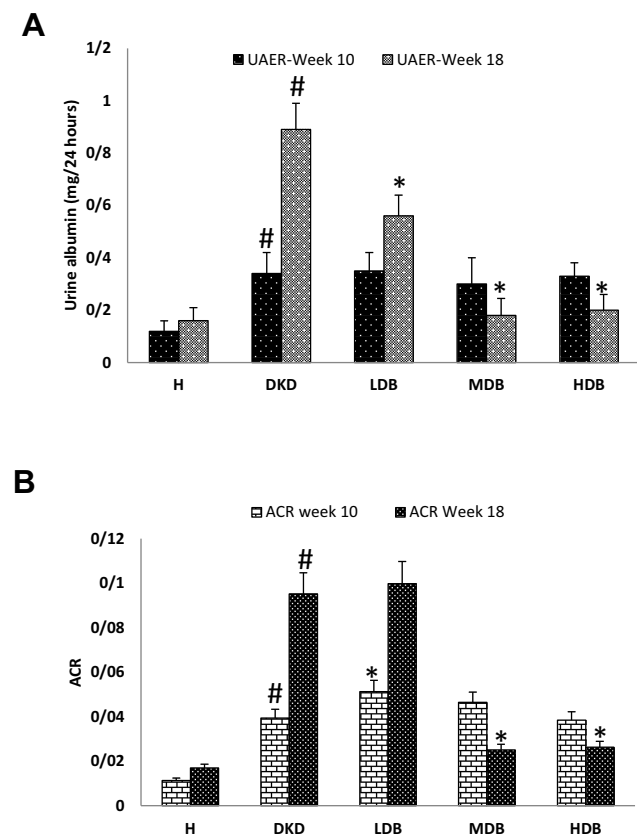 A
1/2
UAER-Week 10
UAER-Week 18
#
1
0/8
*
0/6
#
0/4
*
*
0/2
0
Urine albumin (mg/24 hours)
H DKD LDB MDB HDB
B
ACR week 10
ACR Week 18
0/12
#
0/1
0/08
*
0/06
#
0/04
*
*
0/02
0
ACR
H DKD LDB MDB HDB